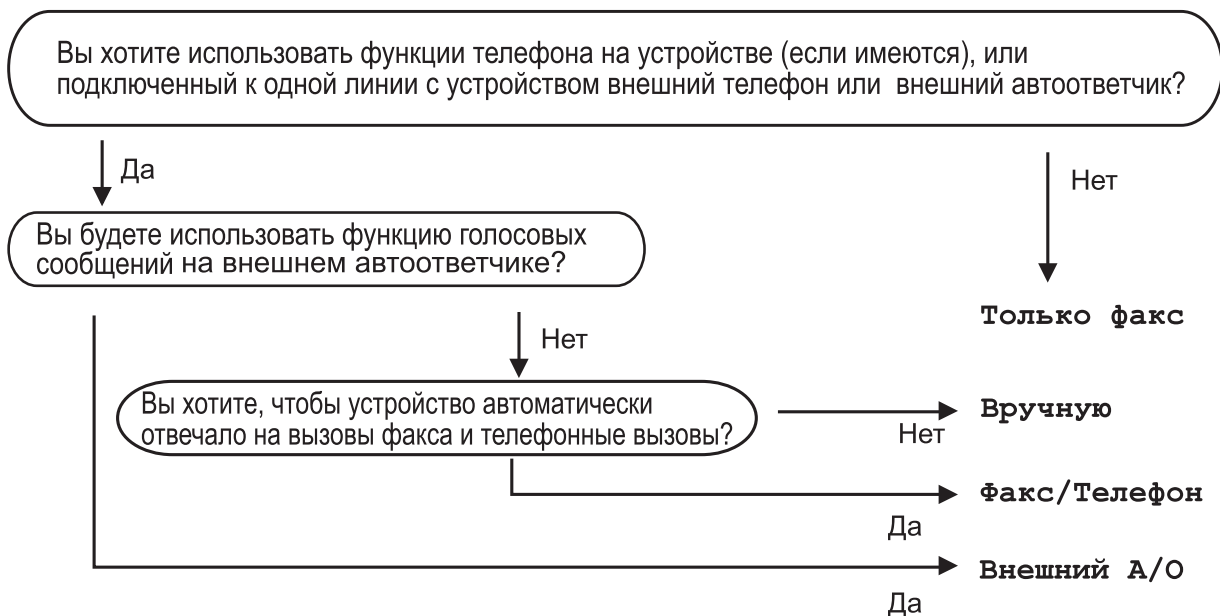 Вы хотите использовать функции телефона на устройстве (если имеются), или
подключенный к одной линии с устройством внешний телефон или внешний автоответчик?
Да
Нет
Вы будете использовать функцию голосовых
сообщений на внешнем автоответчике?
Только факс
Нет
Вы хотите, чтобы устройство автоматически
отвечало на вызовы факса и телефонные вызовы?
Нет
Вручную
Да
Факс/Телефон
Да
Внешний А/О